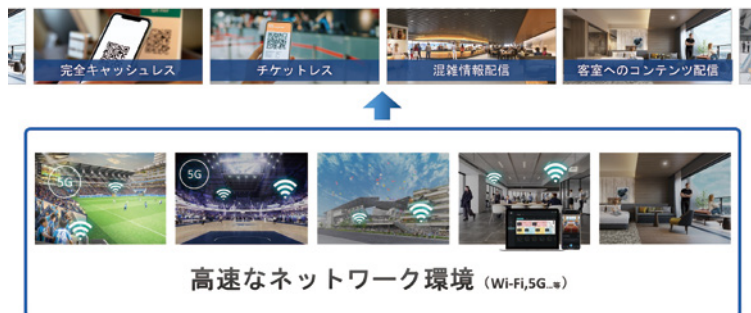 完全キャッシュレス
チケットレス
混雑情報配信
客室へのコンテンツ配信
5G
5G
高速なネットワーク環境（Wi-Fi,5G...等）